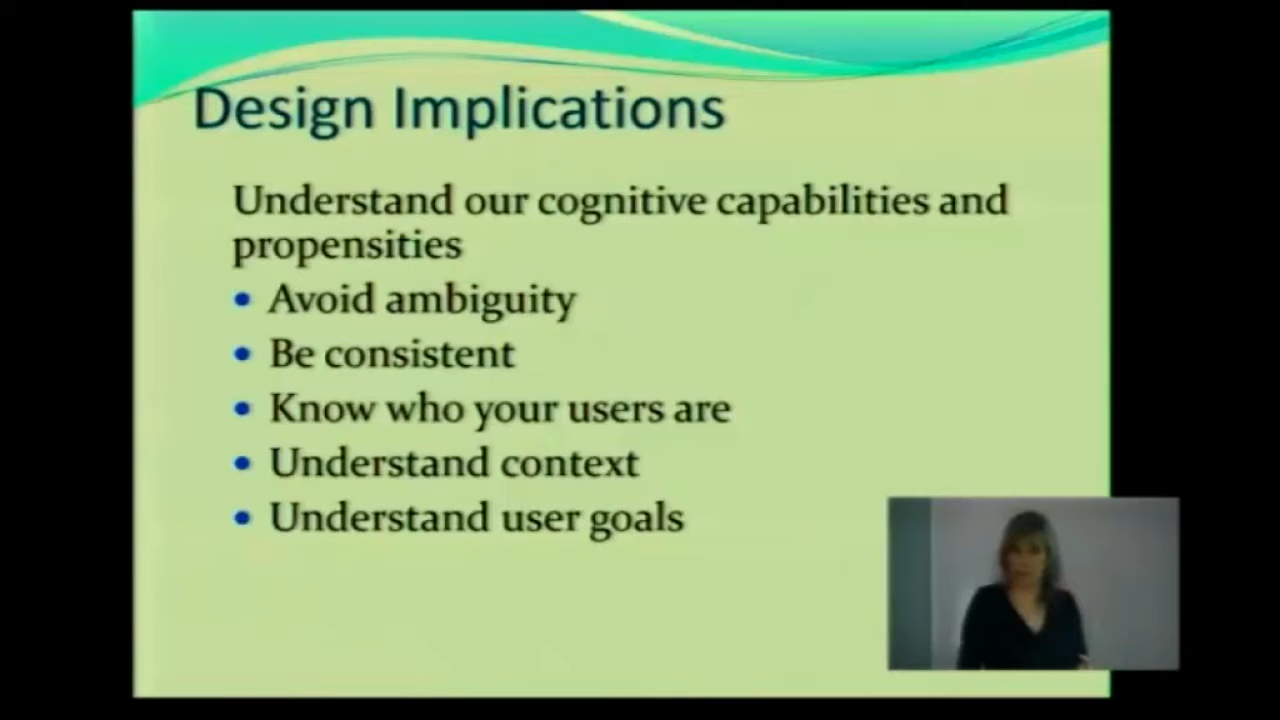 Design Implications
Understand our cognitive capabilities and
propensities
• Avoid ambiguity
• Be consistent
• Know who your users are
• Understand context
• Understand user goals